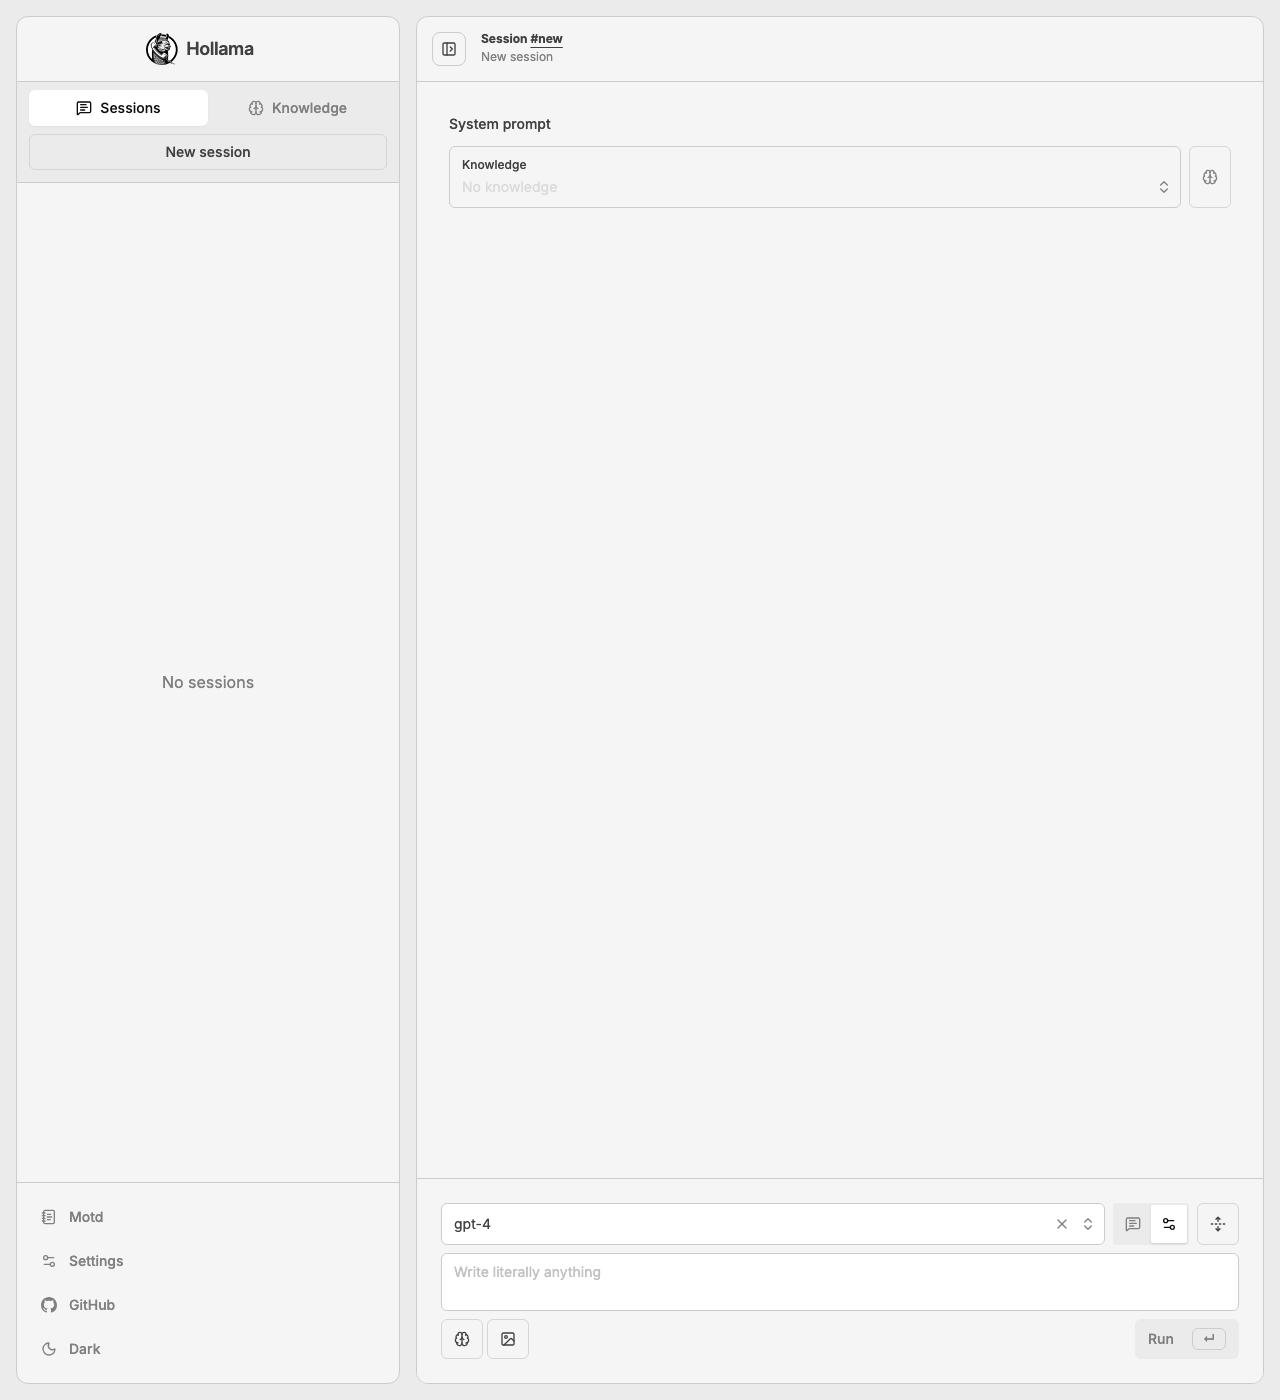 Hollama
Sessions
Knowledge
New session
No sessions
Motd
Settings
GitHub
Dark
Session #new
New session
System prompt
Knowledge
No knowledge
gpt-4
Write literally anything
Run